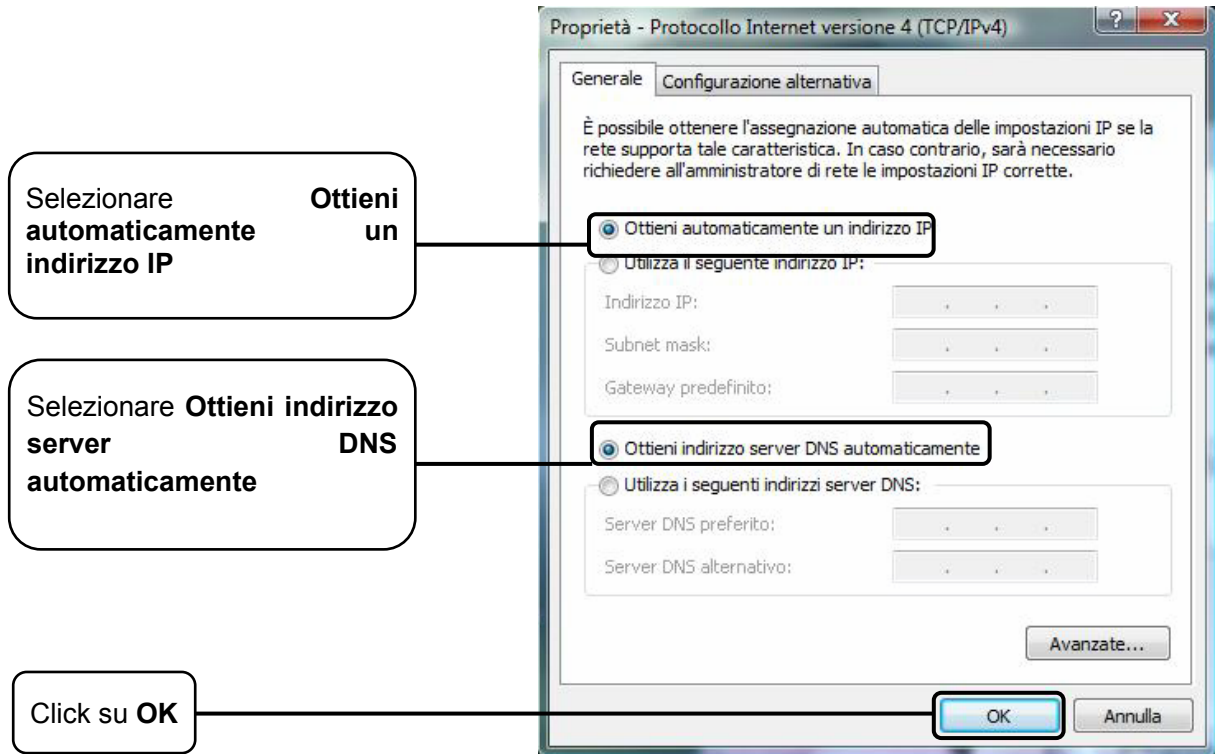 Proprietà - Protocollo Internet versione 4 (TCP/IPv4)
?
X
Generale
Configurazione alternativa
È possibile ottenere l'assegnazione automatica delle impostazioni IP se la
rete supporta tale caratteristica. In caso contrario, sarà necessario
richiedere all'amministratore di rete le impostazioni IP corrette.
Selezionare Ottieni
automaticamente un
indirizzo IP
Ottieni automaticamente un indirizzo IP
Utilizza il seguente indirizzo IP:
Indirizzo IP:
. . .
Subnet mask:
. . .
Gateway predefinito:
. . .
Selezionare Ottieni indirizzo
server DNS
automaticamente
Ottieni indirizzo server DNS automaticamente
Utilizza i seguenti indirizzi server DNS:
Server DNS preferito:
. . .
Server DNS alternativo:
. . .
Avanzate...
Click su OK
OK
Annulla